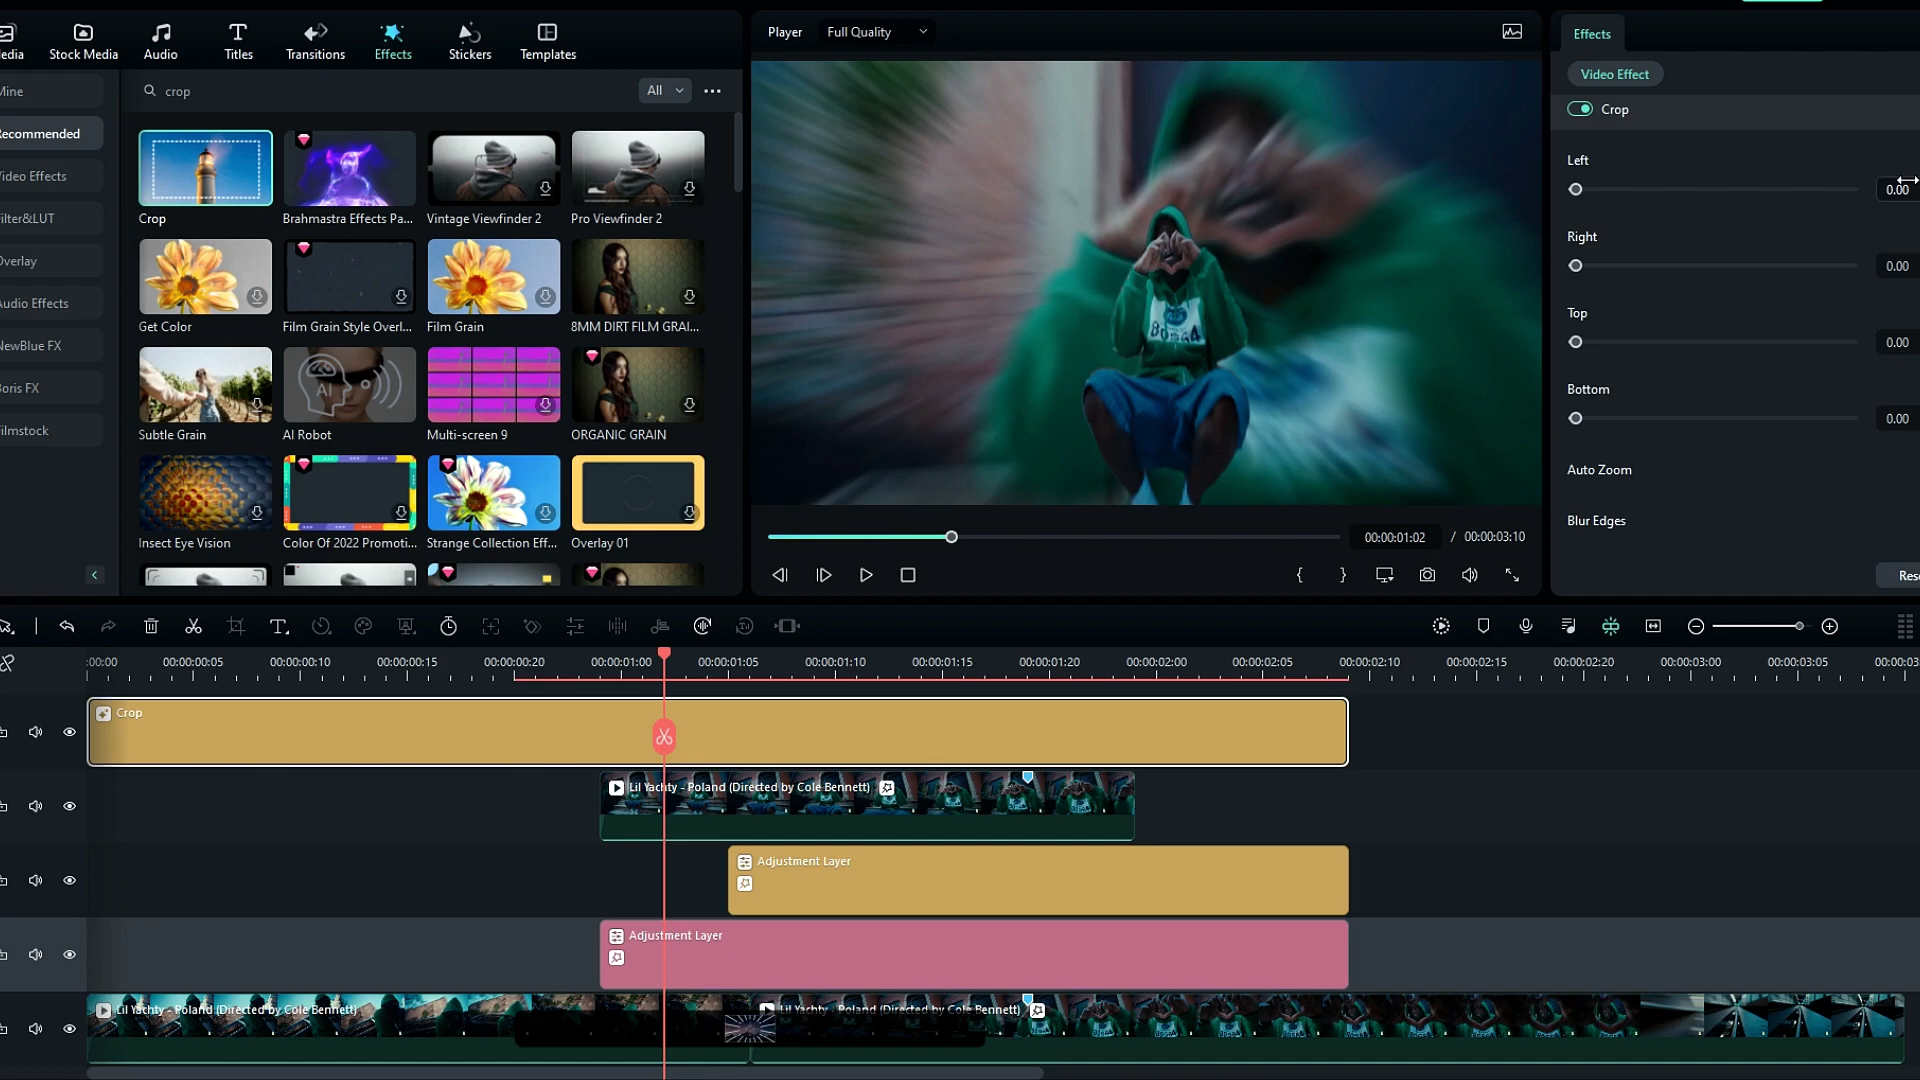 edia
Stock Media
Audio
Titles
Transitions
Effects
Stickers
Templates
Player
Full Quality
Effects
Mine
crop
All
Video Effect
ecommended
Crop
ideo Effects
ilter&LUT
Overlay
Audio Effects
NewBlue FX
oris FX
ilmstock
Crop
Brahmastra Effects Pa...
Vintage Viewfinder 2
Pro Viewfinder 2
Get Color
Film Grain Style Overl...
Film Grain
8MM DIRT FILM GRAI...
AI
Subtle Grain
AI Robot
Multi-screen 9
ORGANIC GRAIN
Insect Eye Vision
Color Of 2022 Promoti...
Strange Collection Eff...
Overlay 01
Left
0.00
Right
0.00
Top
0.00
Bottom
0.00
Auto Zoom
Blur Edges
Rese
00:00:01:02 / 00:00:03:10
:00:00
00:00:00:05
00:00:00:10
00:00:00:15
00:00:00:20
00:00:01:00
00:00:01:05
00:00:01:10
00:00:01:15
00:00:01:20
00:00:02:00
00:00:02:05
00:00:02:10
00:00:02:15
00:00:02:20
00:00:03:00
00:00:03:05
00:00:03:
Crop
Lil Yachty - Poland (Directed by Cole Bennett)
Adjustment Layer
Adjustment Layer
Lil Yachty - Poland (Directed by Cole Bennett)
Lil Yachty - Poland (Directed by Cole Bennett)